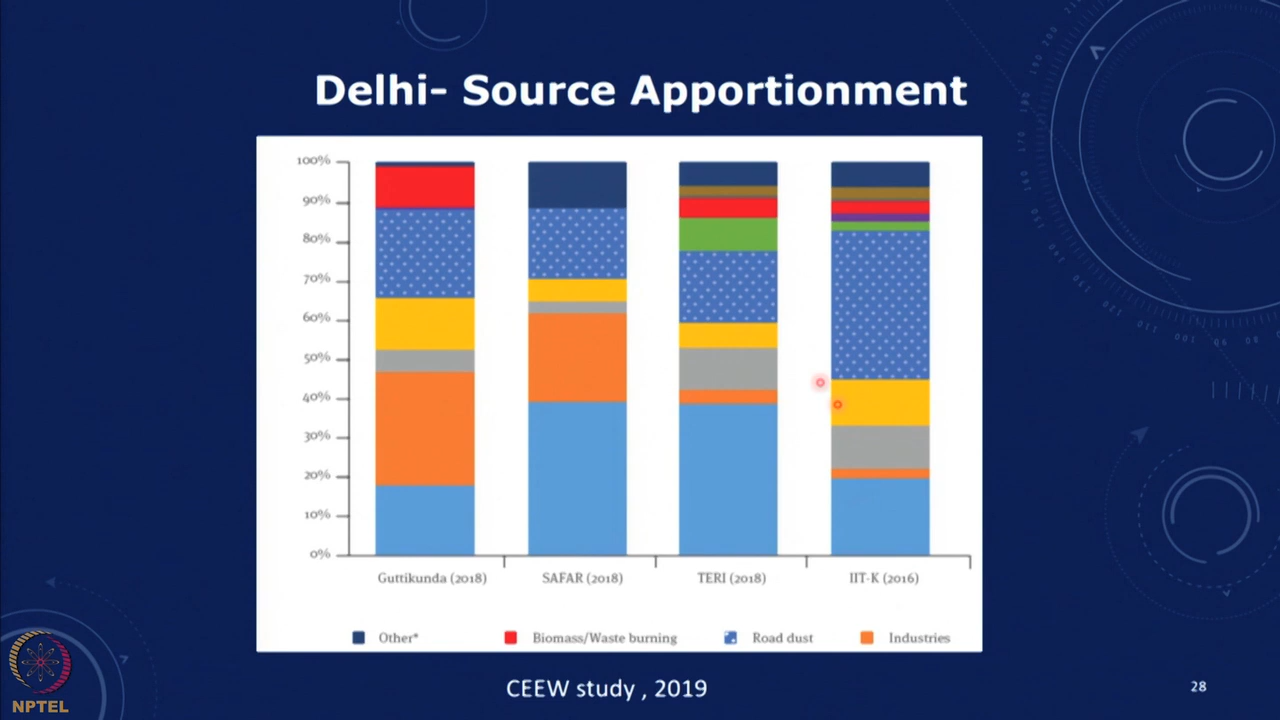 Delhi- Source Apportionment
100%
90%
80%
70%
60%
50%
40%
30%
20%
10%
0%
Guttikunda (2018) SAFAR (2018) TERI (2018) IIT-K (2016)
Other* Biomass/Waste burning Road dust Industries
CEEW study , 2019
28
NPTEL